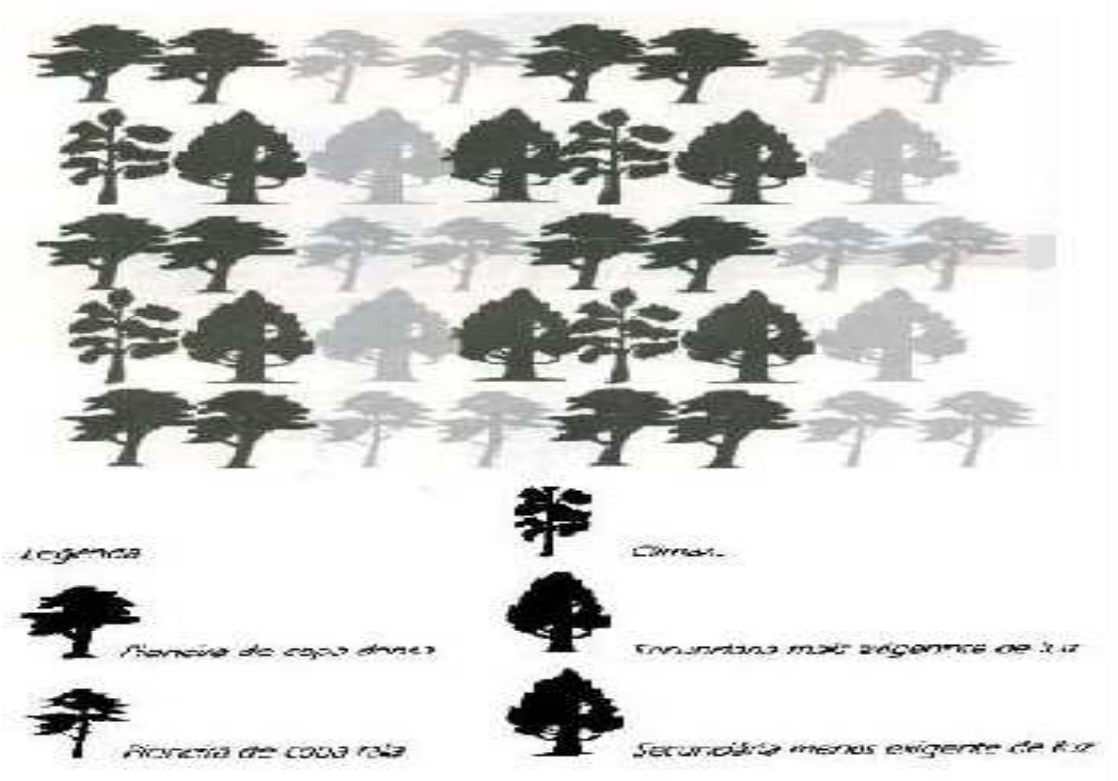 Legenda
Climax
Pioneira de copa densa
Secundária mais exigente de luz
Pioneira de copa rala
Secundária menos exigente de luz